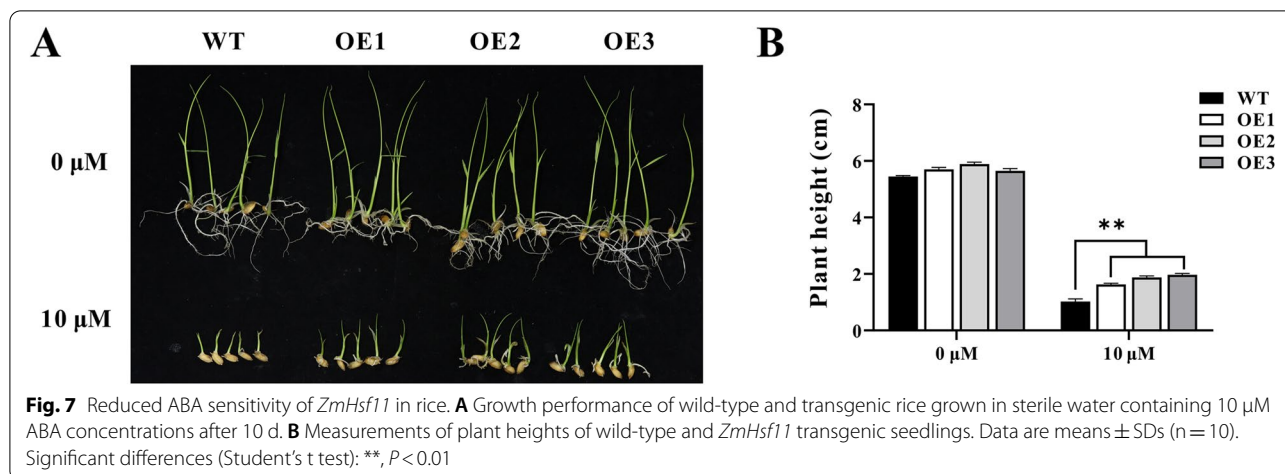 A
WT OE1 OE2 OE3
0 μM
10 μM
B
Plant height (cm)
8
6
4
2
0
**
WT
OE1
OE2
OE3
0 μM 10 μM
Fig. 7 Reduced ABA sensitivity of ZmHsf11 in rice. A Growth performance of wild-type and transgenic rice grown in sterile water containing 10 μM
ABA concentrations after 10 d. B Measurements of plant heights of wild-type and ZmHsf11 transgenic seedlings. Data are means ± SDs (n = 10).
Significant differences (Student's t test): **, P < 0.01